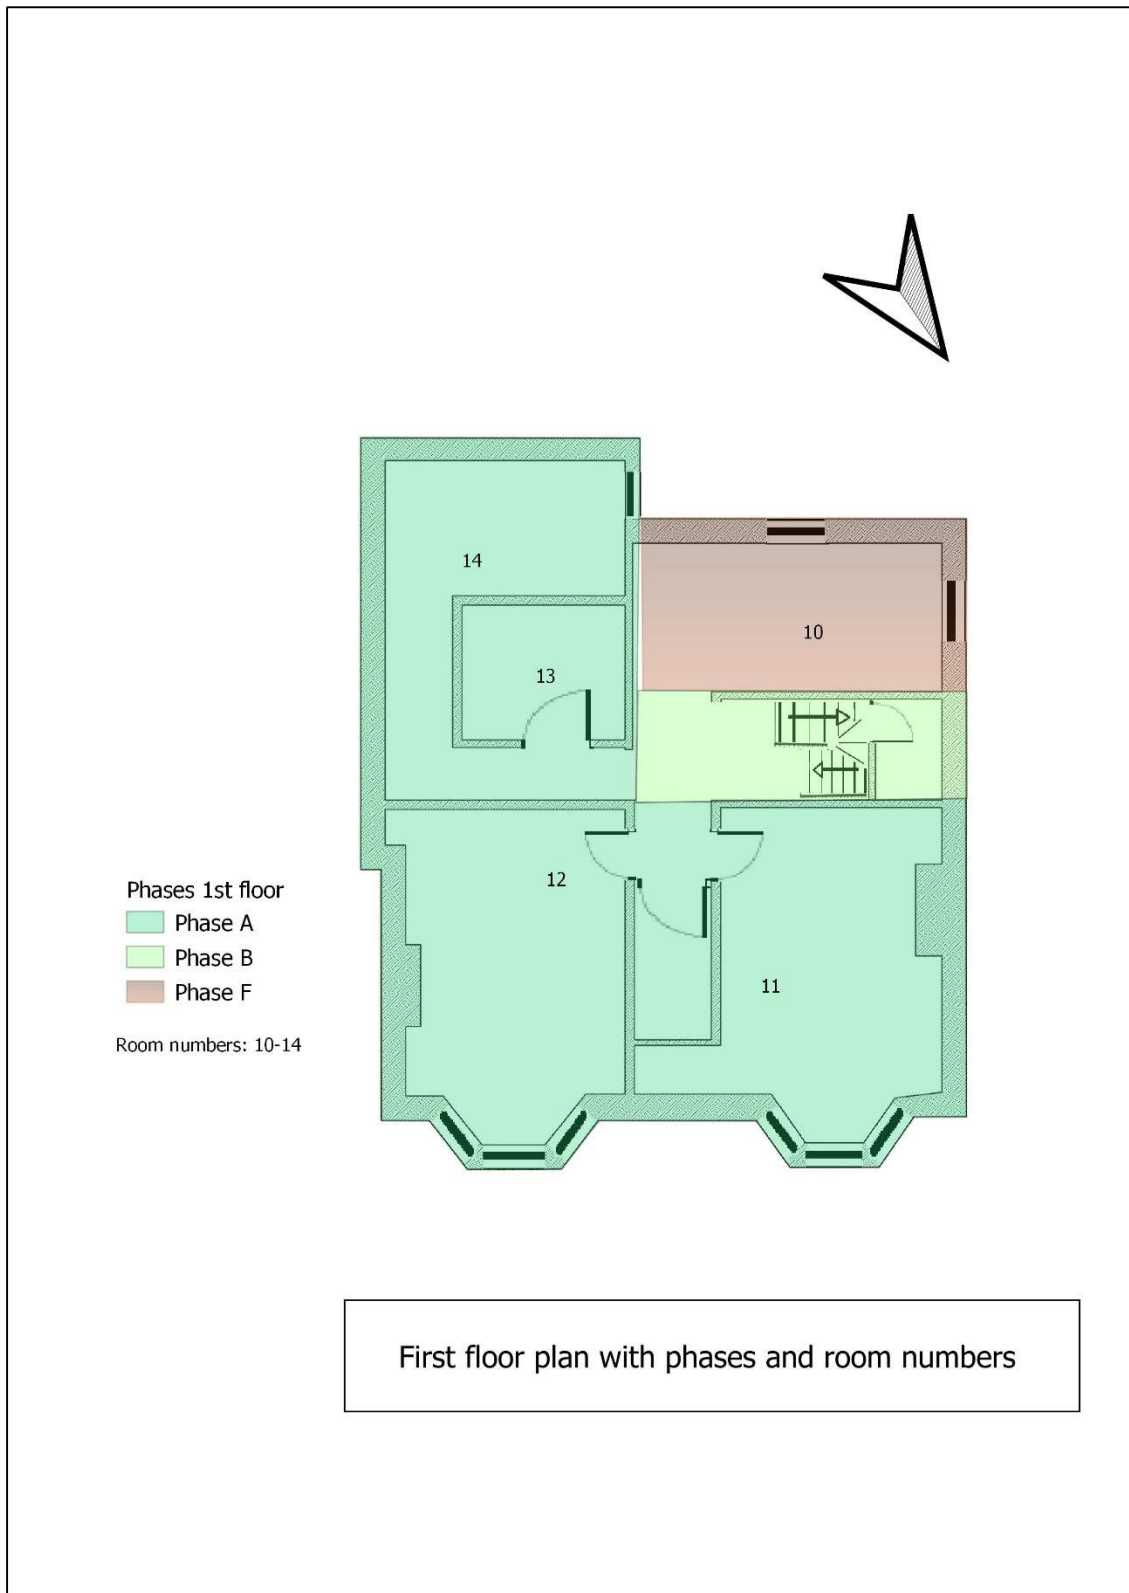 14
10
13
12
Phases 1st floor
Phase A
Phase B
11
Phase F
Room numbers: 10-14
First floor plan with phases and room numbers